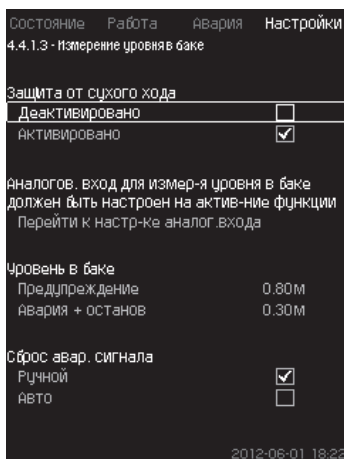 Состояние Работа Авария Настройки
4.4.1.3 - Измерение уровня в баке
Защита от сухого хода
Деактивировано
Активировано
Аналогов. вход для измер-я уровня в баке
должен быть настроен на актив-ние функции
Перейти к настр-ке аналог.входа
Уровень в баке
Предупреждение 0.80м
Авария + останов 0.30м
Сброс авар. сигнала
Ручной
Авто
2012-06-01 18:22